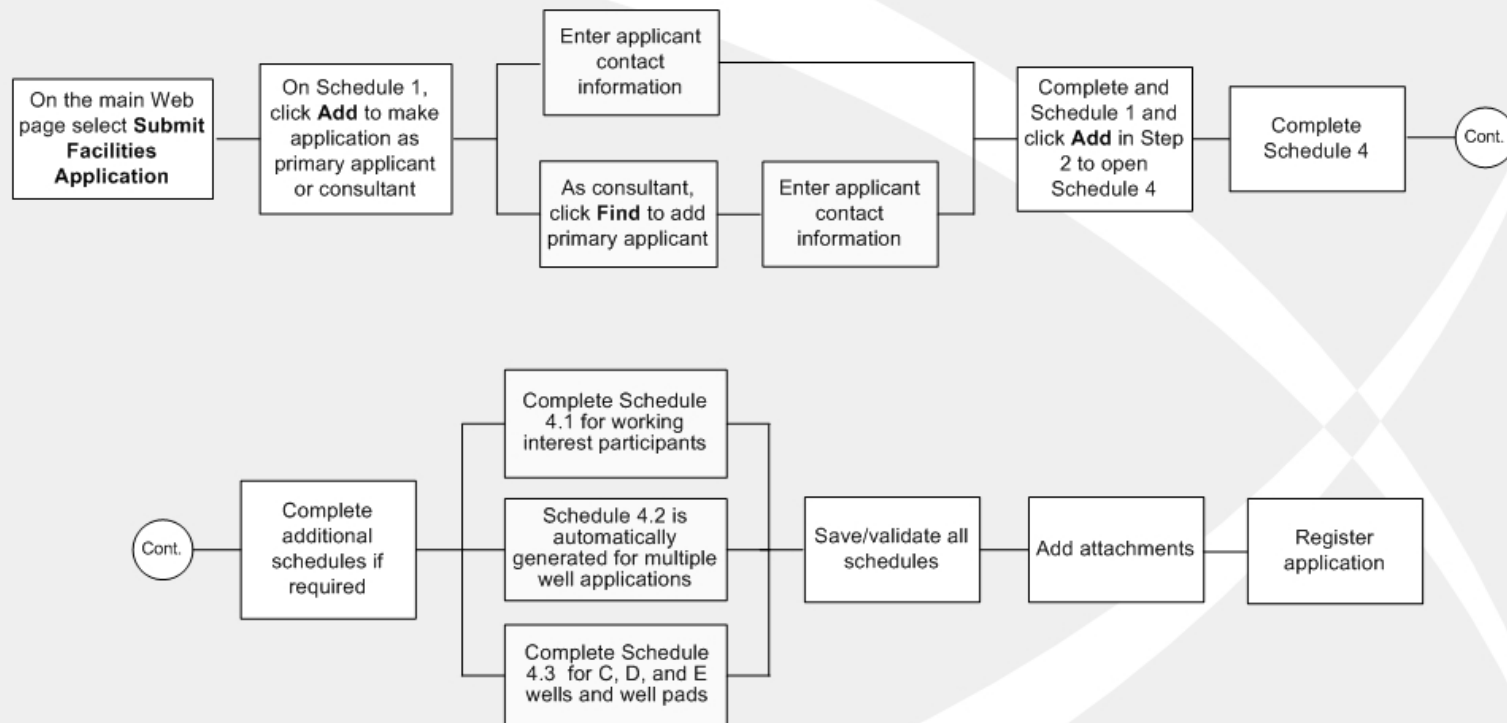 On the main Web
page select Submit
Facilities
Application
On Schedule 1,
click Add to make
application as
primary applicant
or consultant
Enter applicant
contact
information
As consultant,
click Find to add
primary applicant
Enter applicant
contact
information
Complete and
Schedule 1 and
click Add in Step
2 to open
Schedule 4
Complete
Schedule 4
Cont.
Cont.
Complete
additional
schedules if
required
Complete Schedule
4.1 for working
interest participants
Schedule 4.2 is
automatically
generated for multiple
well applications
Complete Schedule
4.3 for C, D, and E
wells and well pads
Save/validate all
schedules
Add attachments
Register
application